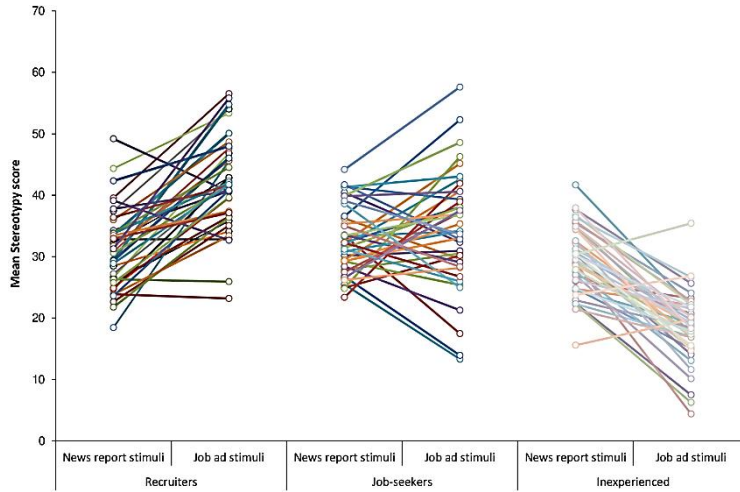 70
60
50
40
30
20
10
0
Mean Stereotypy score
News report stimuli Job ad stimuli News report stimuli Job ad stimuli News report stimuli Job ad stimuli
Recruiters Job-seekers Inexperienced